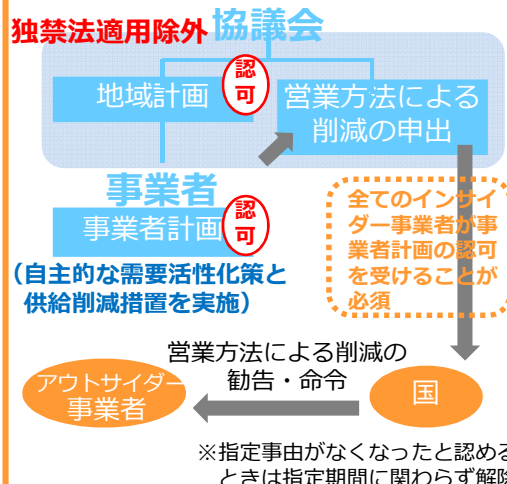 独禁法適用除外
協議会
認
可
地域計画
営業方法による
削減の申出
事業者
事業者計画
認
可
（自主的な需要活性化策と
供給削減措置を実施）
全てのインサイ
ダー事業者が事
業者計画の認可
を受けることが
必須
営業方法による削減の
勧告・命令
アウトサイダー
事業者
国
※指定事由がなくなったと認める
ときは指定期間に関わらず解除